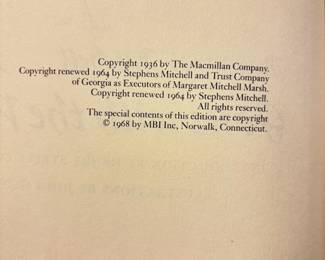 Copyright 1936 by The Macmillan Company.
Copyright renewed 1964 by Stephens Mitchell and Trust Company
of Georgia as Executors of Margaret Mitchell Marsh.
Copyright renewed 1964 by Stephens Mitchell.
All rights reserved.
The special contents of this edition are copyright
© 1968 by MBI Inc, Norwalk, Connecticut.